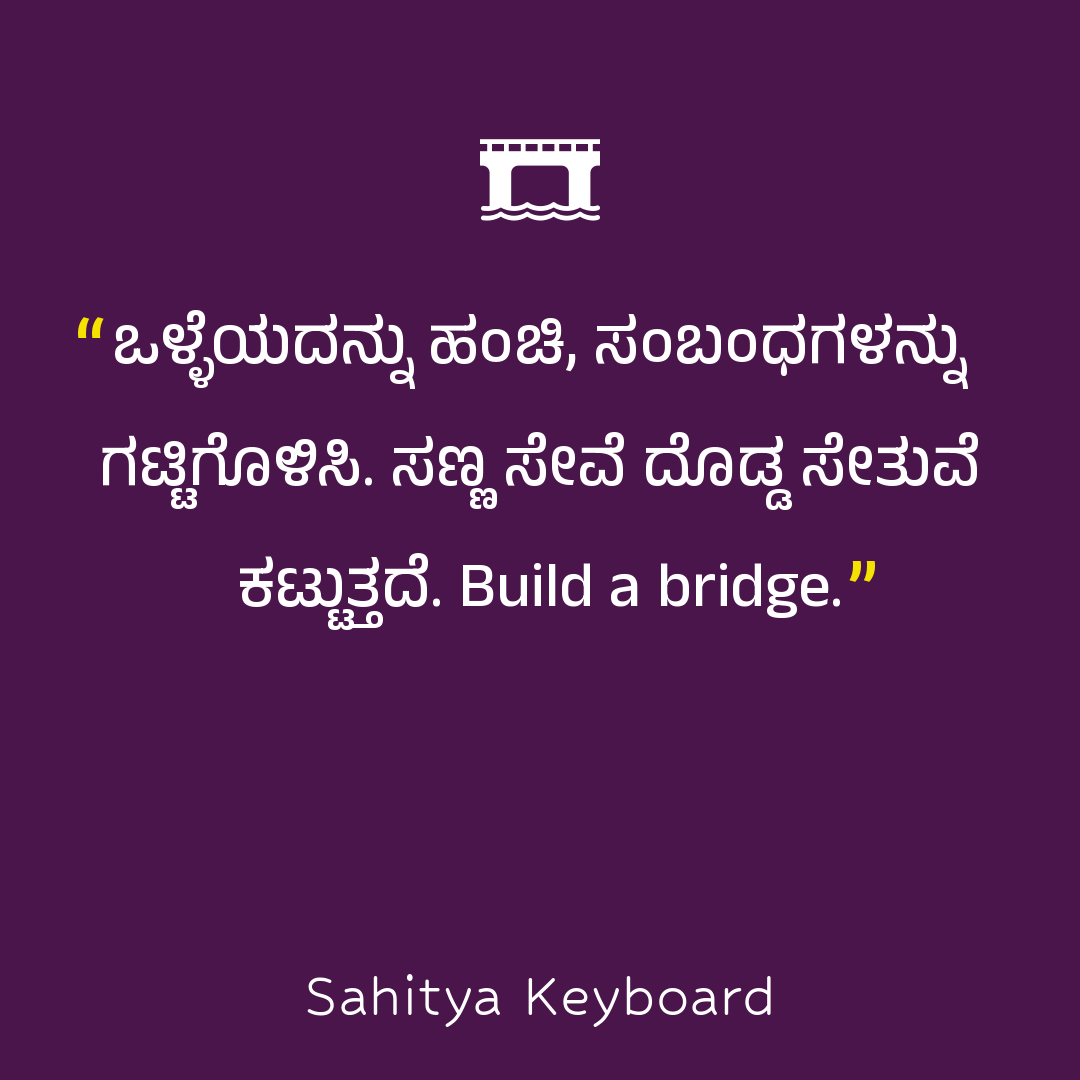 “ಒಳ್ಳೆಯದನ್ನು ಹಂಚಿ, ಸಂಬಂಧಗಳನ್ನು
ಗಟ್ಟಿಗೊಳಿಸಿ. ಸಣ್ಣ ಸೇವೆ ದೊಡ್ಡ ಸೇತುವೆ
ಕಟ್ಟುತ್ತದೆ. Build a bridge.”
Sahitya Keyboard